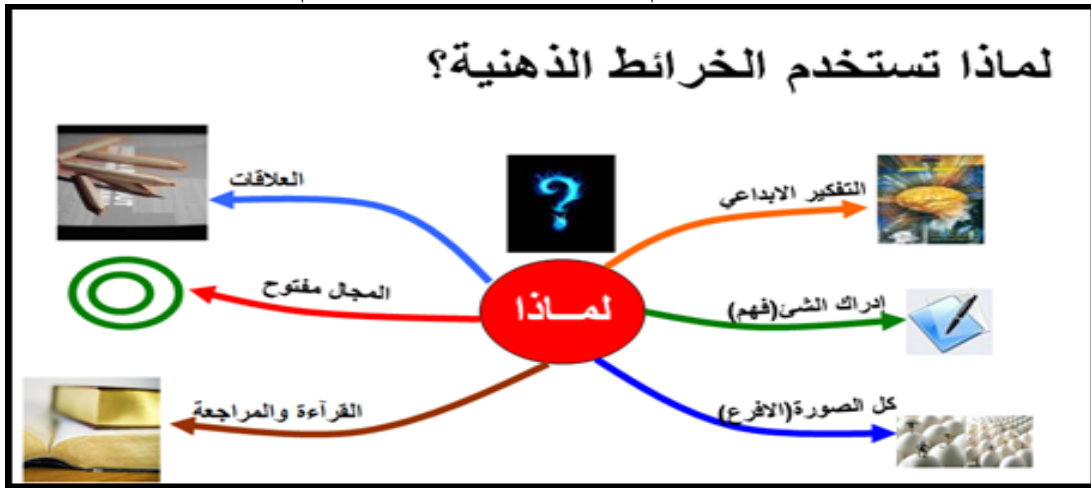 لماذا تستخدم الخرائط الذهنية؟
التفكير الابداعي
العلاقات
لمــاذا
ادراك الشئ(فهم)
المجال مفتوح
كل الصورة(الافرع)
القرآءة والمراجعة